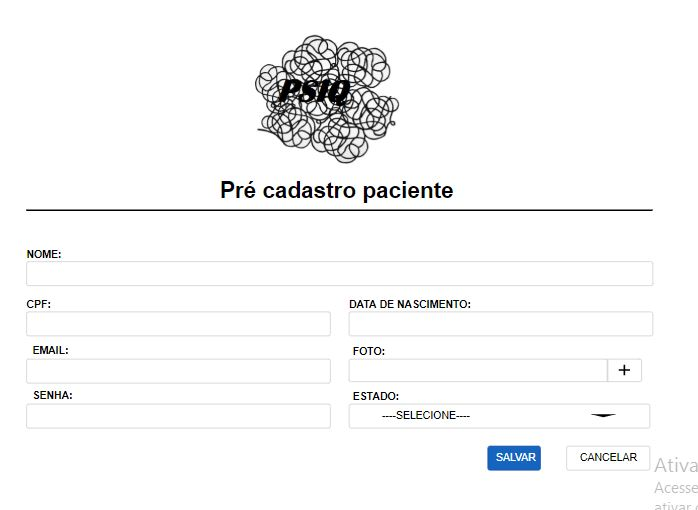 PSIQ
Pré cadastro paciente
NOME:
CPF: DATA DE NASCIMENTO:
EMAIL: FOTO:
+
SENHA: ESTADO:
----SELECIONE----
SALVAR CANCELAR
Ativa
Acesse
ativar